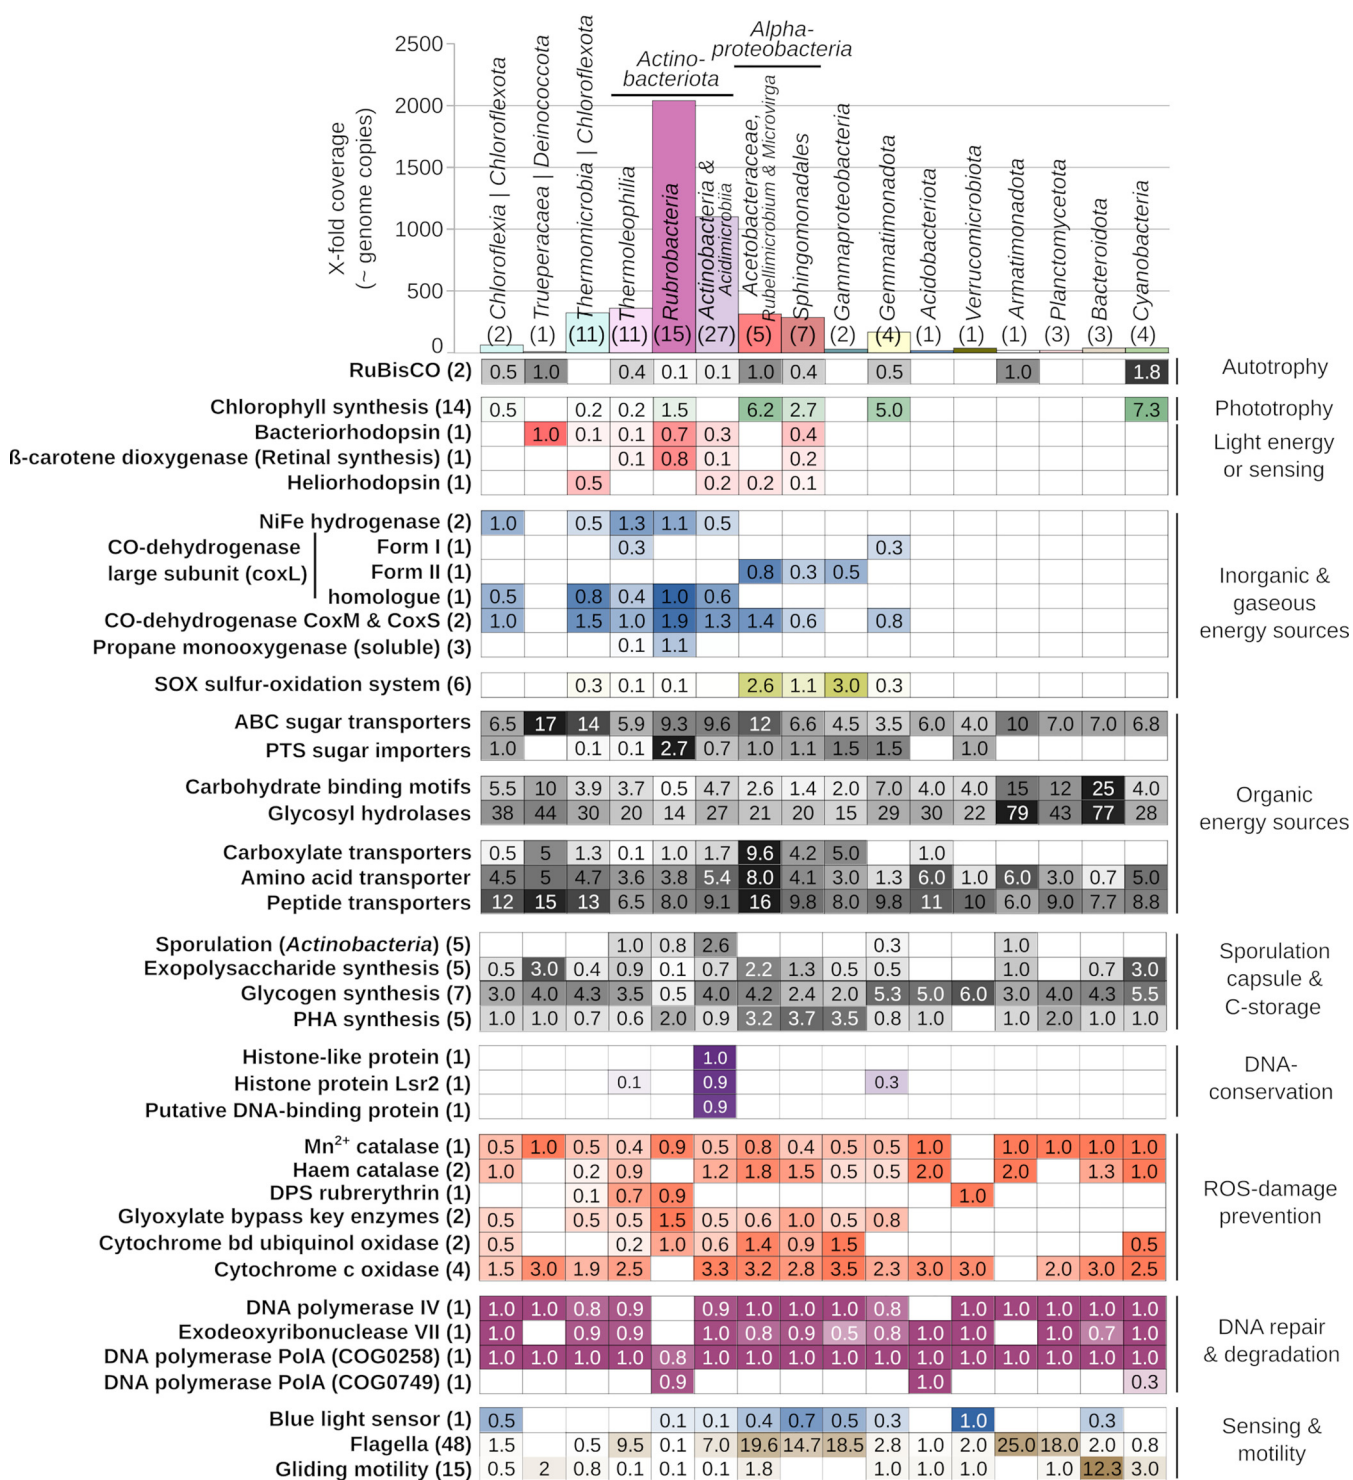 Alpha-
proteobacteria
Actino-
bacteriota
2500
2000
1500
1000
500
0
X-fold coverage
(~ genome copies)
Chloroflexia | Chloroflexota
Trueperacaea | Deinococcota
Thermomicrobia | Chloroflexota
Thermoleophilia
Rubrobacteria
Actinobacteria &
Acidimicrobiia
Acetobacteraceae,
Rubellimicrobium & Microvirga
Sphingomonadales
Gammaproteobacteria
Gemmatimonadota
Acidobacteriota
Verrucomicrobiota
Armatimonadota
Planctomycetota
Bacteroidota
Cyanobacteria
(2) (1) (11) (11) (15) (27) (5) (7) (2) (4) (1) (1) (1) (3) (3) (4)
RuBisCO (2) 0.5 1.0 0.4 0.1 0.1 1.0 0.4 0.5 1.0 1.8 Autotrophy
Chlorophyll synthesis (14) 0.5 0.2 0.2 1.5 6.2 2.7 5.0 7.3 Phototrophy
Bacteriorhodopsin (1) 1.0 0.1 0.1 0.7 0.3 0.4
ß-carotene dioxygenase (Retinal synthesis) (1) 0.1 0.8 0.1 0.2
Heliorhodopsin (1) 0.5 0.2 0.2 0.1
Light energy
or sensing
NiFe hydrogenase (2) 1.0 0.5 1.3 1.1 0.5
CO-dehydrogenase
large subunit (coxL)
Form I (1) 0.3 0.3
Form II (1) 0.8 0.3 0.5
homologue (1) 0.5 0.8 0.4 1.0 0.6
CO-dehydrogenase CoxM & CoxS (2) 1.0 1.5 1.0 1.9 1.3 1.4 0.6 0.8
Propane monooxygenase (soluble) (3) 0.1 1.1
SOX sulfur-oxidation system (6) 0.3 0.1 0.1 2.6 1.1 3.0 0.3
Inorganic &
gaseous
energy sources
ABC sugar transporters 6.5 17 14 5.9 9.3 9.6 12 6.6 4.5 3.5 6.0 4.0 10 7.0 7.0 6.8
PTS sugar importers 1.0 0.1 0.1 2.7 0.7 1.0 1.1 1.5 1.5 1.0
Carbohydrate binding motifs 5.5 10 3.9 3.7 0.5 4.7 2.6 1.4 2.0 7.0 4.0 4.0 15 12 25 4.0
Glycosyl hydrolases 38 44 30 20 14 27 21 20 15 29 30 22 79 43 77 28
Carboxylate transporters 0.5 5 1.3 0.1 1.0 1.7 9.6 4.2 5.0 1.0
Amino acid transporter 4.5 5 4.7 3.6 3.8 5.4 8.0 4.1 3.0 1.3 6.0 1.0 6.0 3.0 0.7 5.0
Peptide transporters 12 15 13 6.5 8.0 9.1 16 9.8 8.0 9.8 11 10 6.0 9.0 7.7 8.8
Organic
energy sources
Sporulation (Actinobacteria) (5) 1.0 0.8 2.6 0.3 1.0
Exopolysaccharide synthesis (5) 0.5 3.0 0.4 0.9 0.1 0.7 2.2 1.3 0.5 0.5 1.0 0.7 3.0
Glycogen synthesis (7) 3.0 4.0 4.3 3.5 0.5 4.0 4.2 2.4 2.0 5.3 5.0 6.0 3.0 4.0 4.3 5.5
PHA synthesis (5) 1.0 1.0 0.7 0.6 2.0 0.9 3.2 3.7 3.5 0.8 1.0 1.0 2.0 1.0 1.0
Sporulation
capsule &
C-storage
Histone-like protein (1) 1.0
Histone protein Lsr2 (1) 0.1 0.9 0.3
Putative DNA-binding protein (1) 0.9
DNA-
conservation
Mn2+ catalase (1) 0.5 1.0 0.5 0.4 0.9 0.5 0.8 0.4 0.5 0.5 1.0 1.0 1.0 1.0 1.0
Haem catalase (2) 1.0 0.2 0.9 1.2 1.8 1.5 0.5 0.5 2.0 2.0 1.3 1.0
DPS rubrerythrin (1) 0.1 0.7 0.9 1.0
Glyoxylate bypass key enzymes (2) 0.5 0.5 0.5 1.5 0.5 0.6 1.0 0.5 0.8
Cytochrome bd ubiquinol oxidase (2) 0.5 0.2 1.0 0.6 1.4 0.9 1.5 0.5
Cytochrome c oxidase (4) 1.5 3.0 1.9 2.5 3.3 3.2 2.8 3.5 2.3 3.0 3.0 2.0 3.0 2.5
ROS-damage
prevention
DNA polymerase IV (1) 1.0 1.0 0.8 0.9 0.9 1.0 1.0 1.0 0.8 1.0 1.0 1.0 1.0 1.0
Exodeoxyribonuclease VII (1) 1.0 0.9 0.9 1.0 0.8 0.9 0.5 0.8 1.0 1.0 1.0 0.7 1.0
DNA polymerase PolA (COG0258) (1) 1.0 1.0 1.0 1.0 0.8 1.0 1.0 1.0 1.0 1.0 1.0 1.0 1.0 1.0 1.0 1.0
DNA polymerase PolA (COG0749) (1) 0.9 1.0 0.3
DNA repair
& degradation
Blue light sensor (1) 0.5 0.1 0.1 0.4 0.7 0.5 0.3 1.0 0.3
Flagella (48) 1.5 0.5 9.5 0.1 7.0 19.6 14.7 18.5 2.8 1.0 2.0 25.0 18.0 2.0 0.8
Gliding motility (15) 0.5 2 0.8 0.1 0.1 0.1 1.8 1.0 1.0 1.0 1.0 12.3 3.0
Sensing &
motility